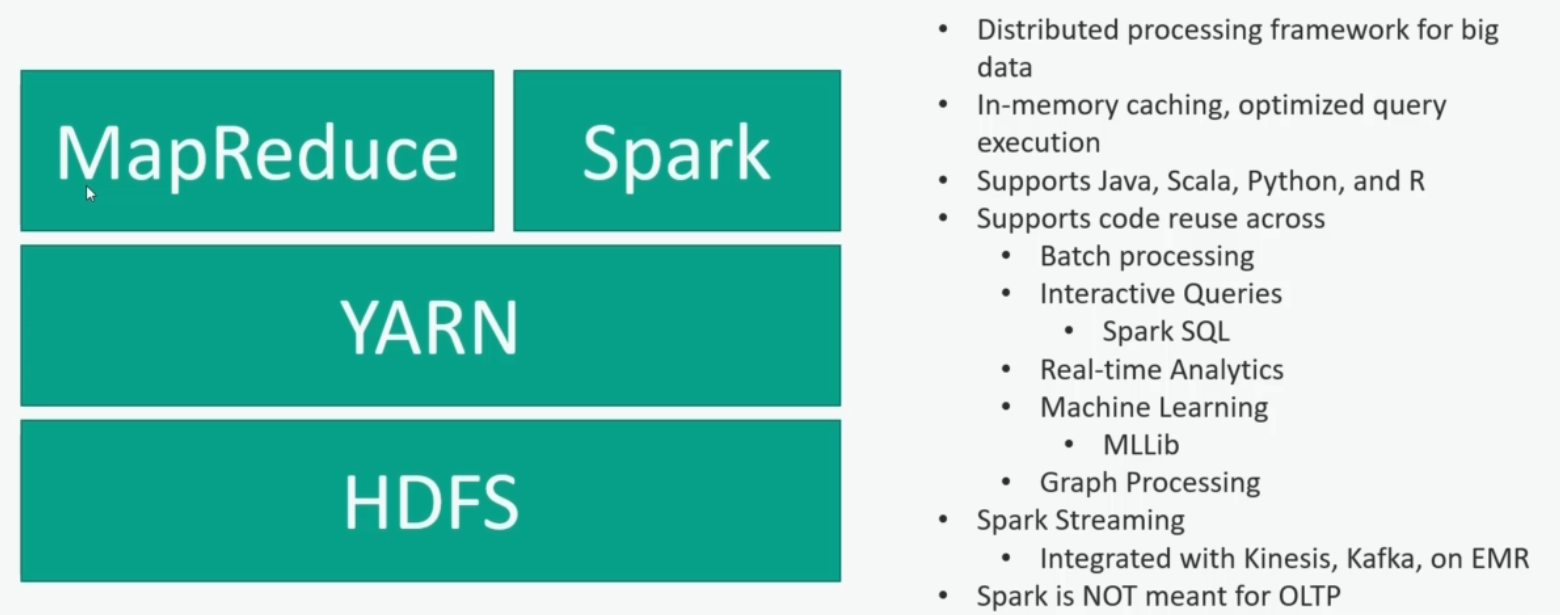 MapReduce
Spark
YARN
HDFS
• Distributed processing framework for big
data
• In-memory caching, optimized query
execution
• Supports Java, Scala, Python, and R
• Supports code reuse across
• Batch processing
• Interactive Queries
• Spark SQL
• Real-time Analytics
• Machine Learning
• MLLib
• Graph Processing
• Spark Streaming
• Integrated with Kinesis, Kafka, on EMR
• Spark is NOT meant for OLTP